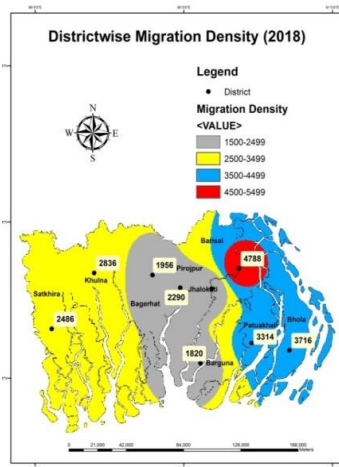 Districtwise Migration Density (2018)
Legend
District
Migration Density
<VALUE>
1500-2499
2500-3499
3500-4499
4500-5499
N
W E
S
Barisal
4788
2836
Khulna
1956
Pirojpur
Satkhira
2290
Jhalokati
Bagerhat
2486
Patuakhali
Bhola
3314
3716
1820
Barguna
0 21,000 42,000 84,000 126,000 168,000
Meters